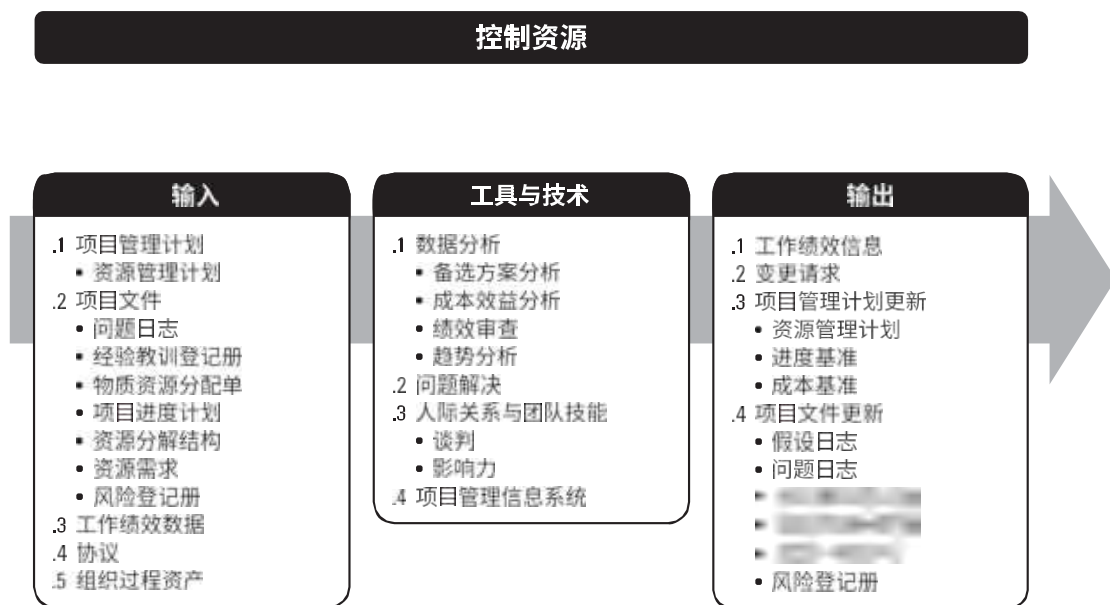 控制资源
输入
.1 项目管理计划
• 资源管理计划
.2 项目文件
• 问题日志
• 经验教训登记册
• 物质资源分配单
• 项目进度计划
• 资源分解结构
• 资源需求
• 风险登记册
.3 工作绩效数据
.4 协议
.5 组织过程资产
工具与技术
.1 数据分析
• 备选方案分析
• 成本效益分析
• 绩效审查
• 趋势分析
.2 问题解决
.3 人际关系与团队技能
• 谈判
• 影响力
.4 项目管理信息系统
输出
.1 工作绩效信息
.2 变更请求
.3 项目管理计划更新
• 资源管理计划
• 进度基准
• 成本基准
.4 项目文件更新
• 假设日志
• 问题日志
• 风险登记册